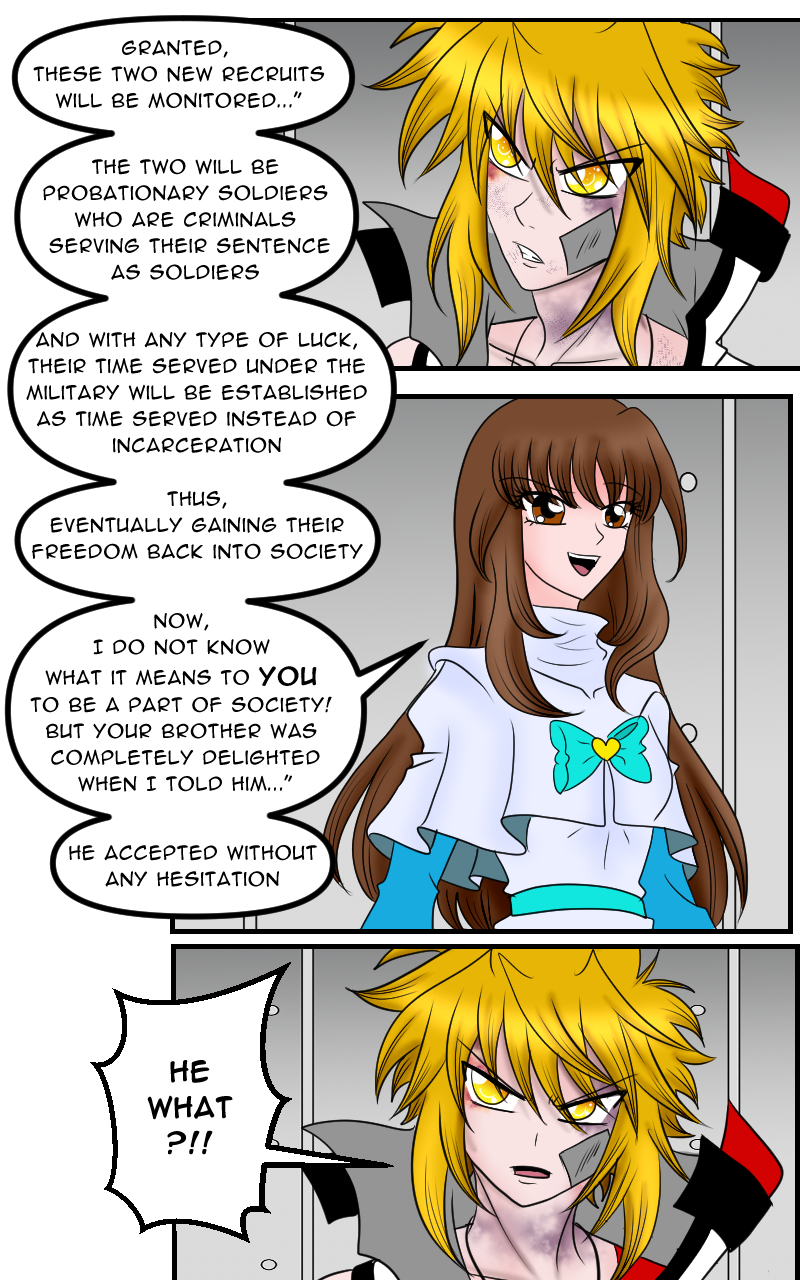 GRANTED,
THESE TWO NEW RECRUITS
WILL BE MONITORED..."
THE TWO WILL BE
PROBATIONARY SOLDIERS
WHO ARE CRIMINALS
SERVING THEIR SENTENCE
AS SOLDIERS
AND WITH ANY TYPE OF LUCK,
THEIR TIME SERVED UNDER THE
MILITARY WILL BE ESTABLISHED
AS TIME SERVED INSTEAD OF
INCARCERATION
THUS,
EVENTUALLY GAINING THEIR
FREEDOM BACK INTO SOCIETY
NOW,
I DO NOT KNOW
WHAT IT MEANS TO YOU
TO BE A PART OF SOCIETY!
BUT YOUR BROTHER WAS
COMPLETELY DELIGHTED
WHEN I TOLD HIM..."
HE ACCEPTED WITHOUT
ANY HESITATION
HE
WHAT
?!!